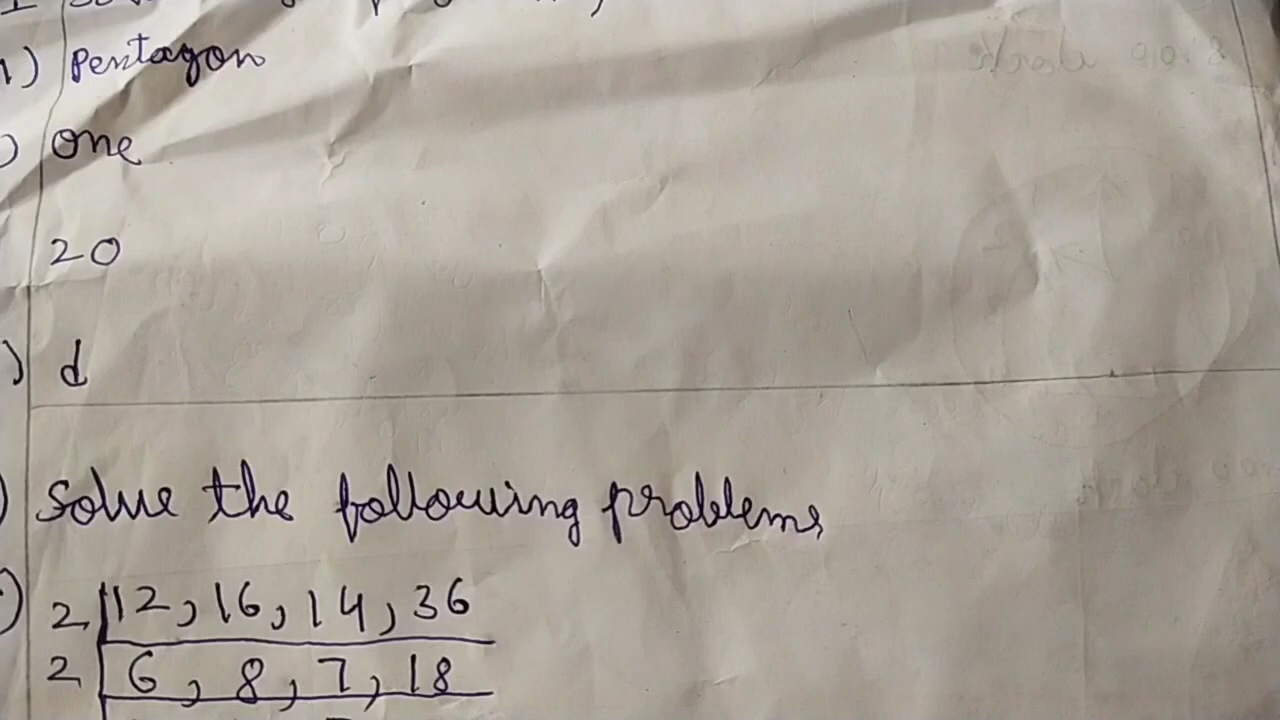 1) Pentagon
) one
20
) d
) Solve the following problems
) 2 12, 16, 14, 36
2 6, 8, 7, 18